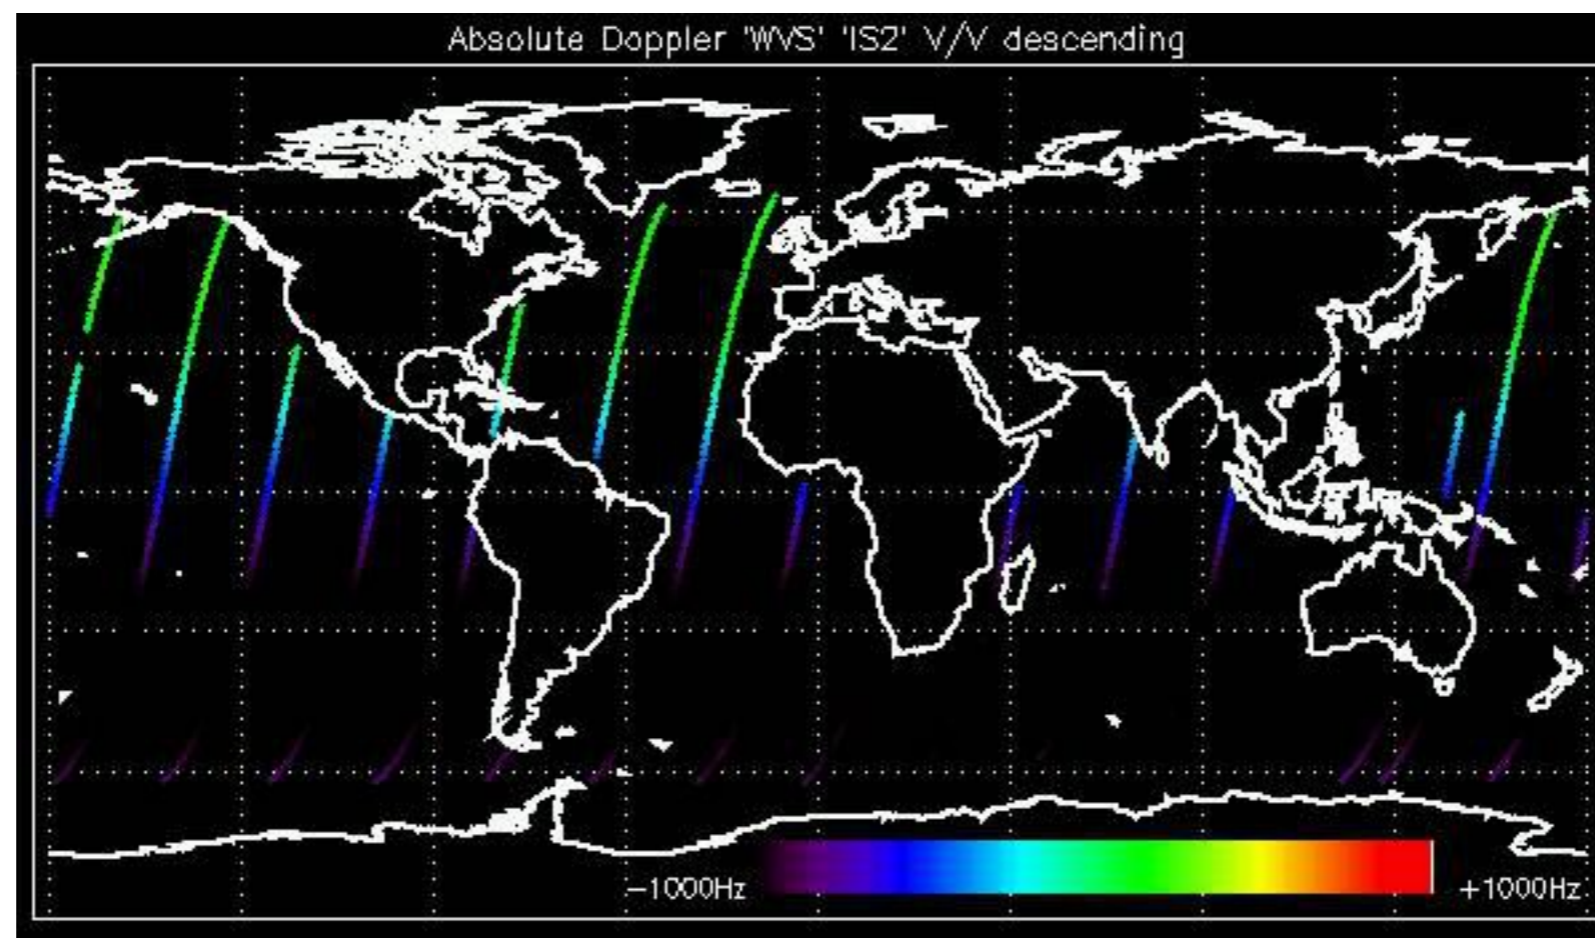 Absolute Doppler 'WVS' 'IS2' V/V descending
-1000Hz
+1000Hz